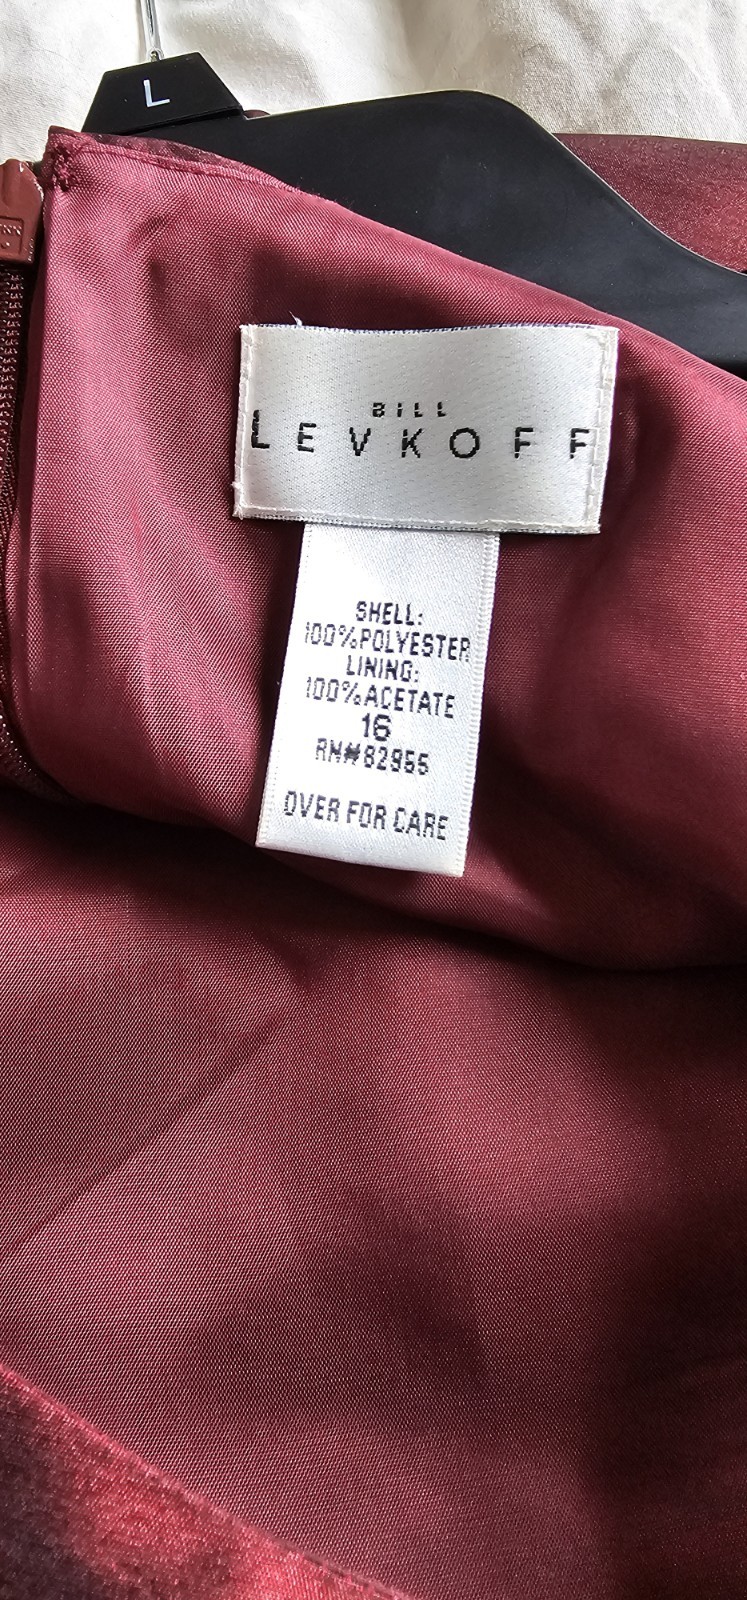 L
BILL
LEVKOFF
SHELL:
100%POLYESTER
LINING:
100%ACETATE
16
RN#82955
OVER FOR CARE